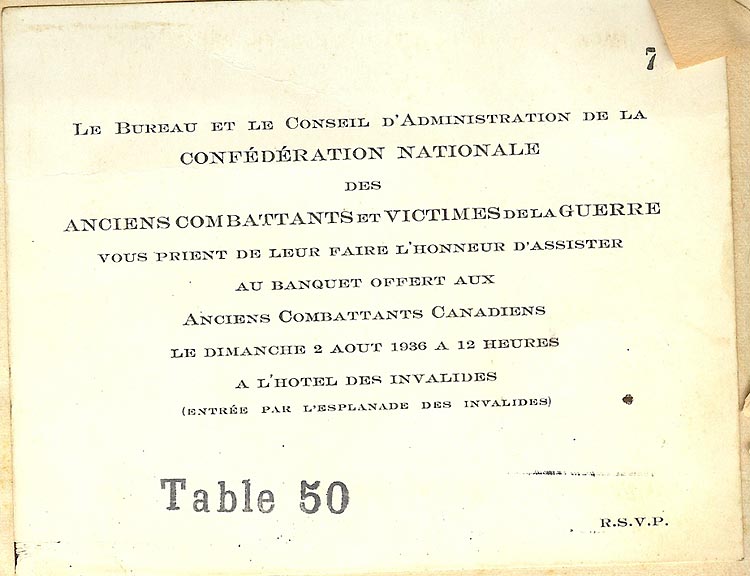 7
Le Bureau et le Conseil d'Administration de la
CONFÉDÉRATION NATIONALE
DES
ANCIENS COMBATTANTS ET VICTIMES DE LA GUERRE
VOUS PRIENT DE LEUR FAIRE L'HONNEUR D'ASSISTER
AU BANQUET OFFERT AUX
Anciens Combattants Canadiens
LE DIMANCHE 2 AOUT 1936 A 12 HEURES
A L'HOTEL DES INVALIDES
(ENTRÉE PAR L'ESPLANADE DES INVALIDES)
Table 50
R.S.V.P.